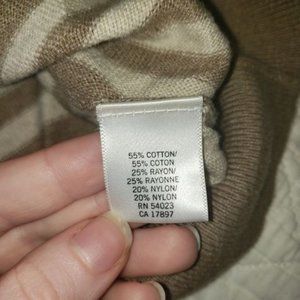 55% COTTON/
55% COTON
25% RAYON/
25% RAYONNE
20% NYLON/
20% NYLON
RN 54023
CA 17897